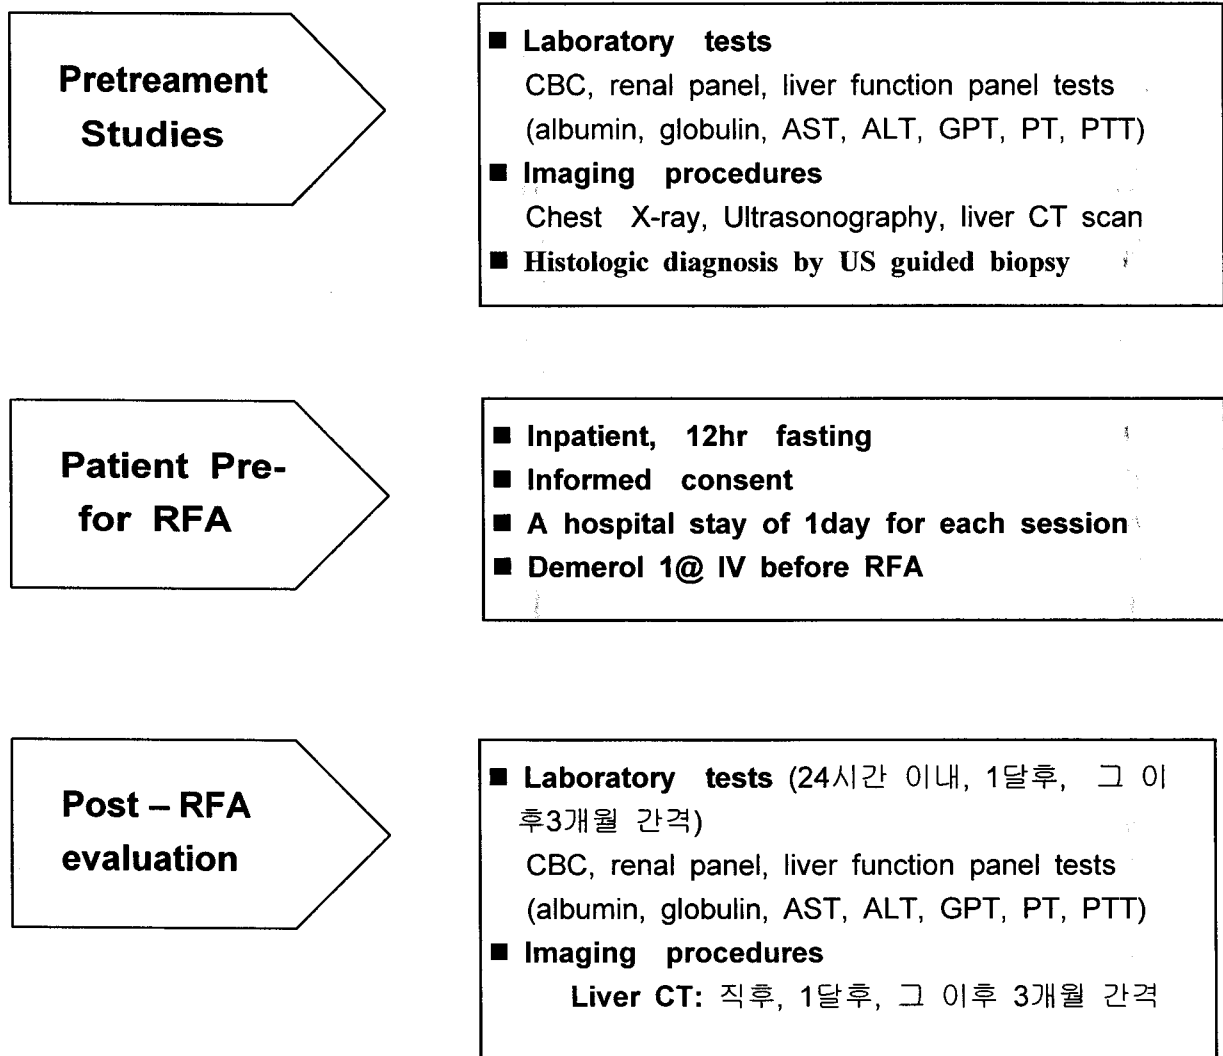 Pretreament
Studies
■ Laboratory tests
CBC, renal panel, liver function panel tests
(albumin, globulin, AST, ALT, GPT, PT, PTT)
■ Imaging procedures
Chest X-ray, Ultrasonography, liver CT scan
■ Histologic diagnosis by US guided biopsy
Patient Pre-
for RFA
■ Inpatient, 12hr fasting
■ Informed consent
■ A hospital stay of 1day for each session
■ Demerol 1@ IV before RFA
Post – RFA
evaluation
■ Laboratory tests (24시간 이내, 1달후, 그 이
후3개월 간격)
CBC, renal panel, liver function panel tests
(albumin, globulin, AST, ALT, GPT, PT, PTT)
■ Imaging procedures
Liver CT: 직후, 1달후, 그 이후 3개월 간격